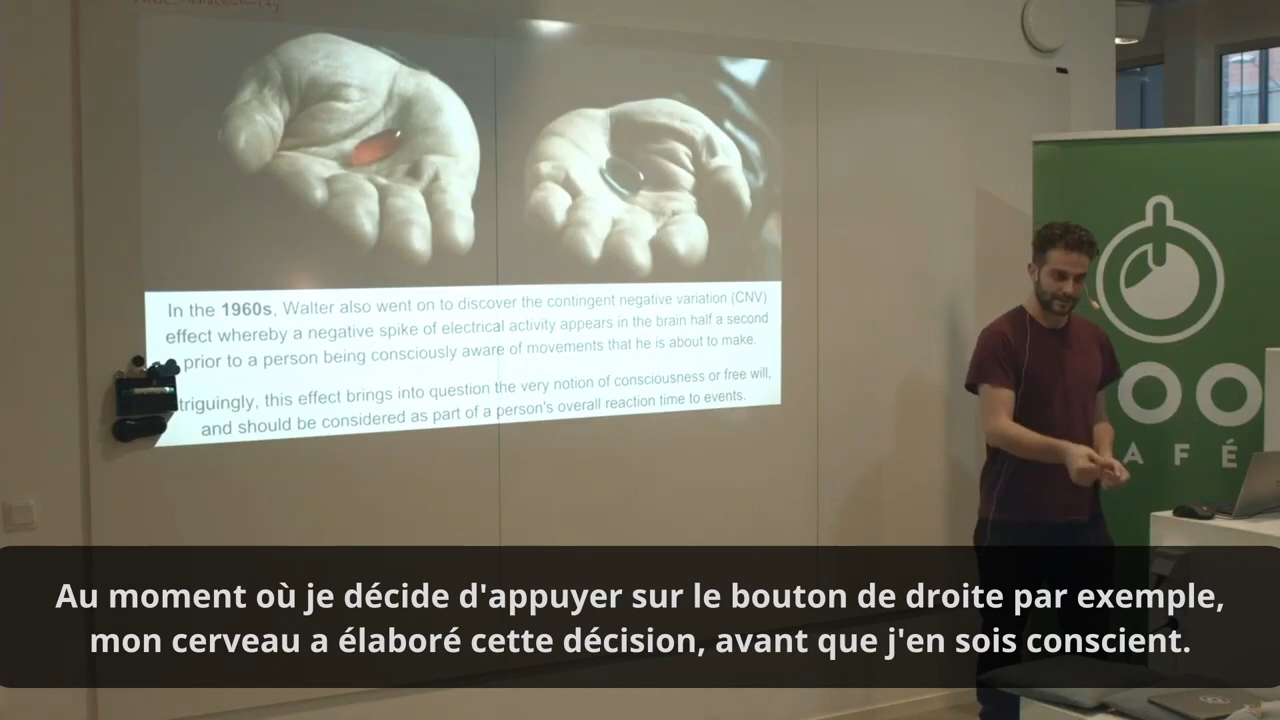 In the 1960s, Walter also went on to discover the contingent negative variation (CNV)
effect whereby a negative spike of electrical activity appears in the brain half a second
prior to a person being consciously aware of movements that he is about to make.
triguingly, this effect brings into question the very notion of consciousness or free will,
and should be considered as part of a person's overall reaction time to events.
OO
AFÉ
Au moment où je décide d'appuyer sur le bouton de droite par exemple,
mon cerveau a élaboré cette décision, avant que j'en sois conscient.